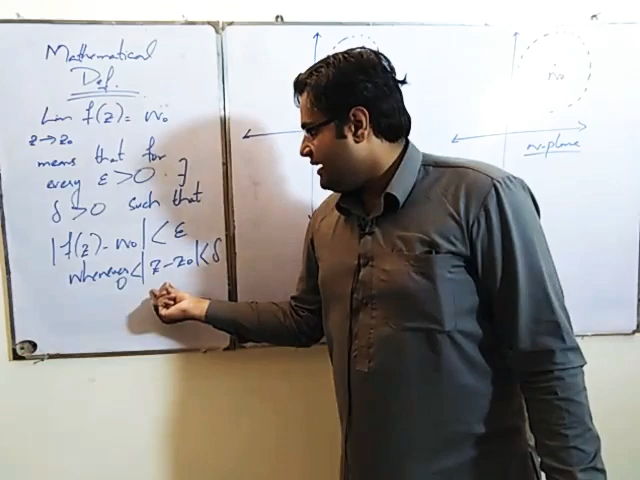 Mathematical
Def.
Lim f(z) = w₀
z→z₀
means that for
every ε>0 ∃
δ>0 such that
|f(z) - w₀| < ε
whenever 0<|z-z₀|<δ
w₀
w-plane